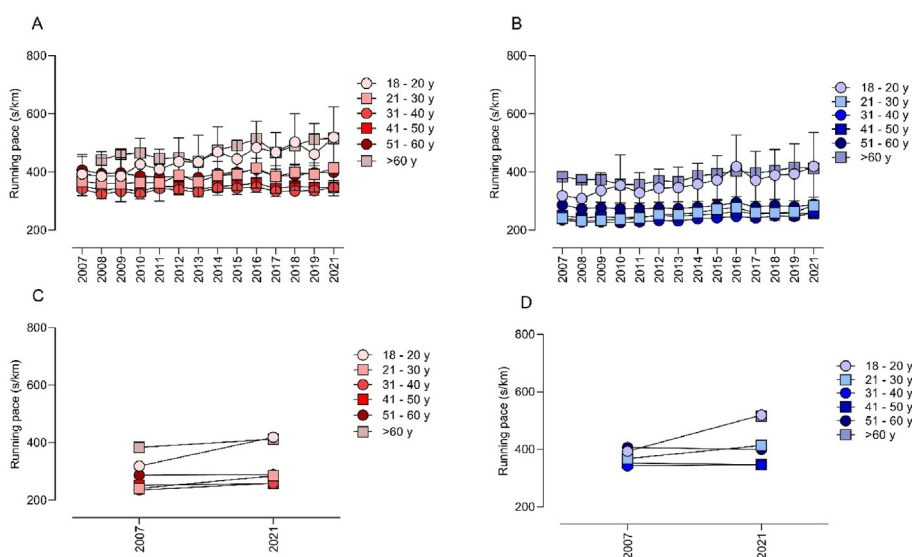 A
Running pace (s/km)
800
600
400
200
2007
2008
2009
2010
2011
2012
2013
2014
2015
2016
2017
2018
2019
2021
18 - 20 y
21 - 30 y
31 - 40 y
41 - 50 y
51 - 60 y
>60 y
B
Running pace (s/km)
800
600
400
200
2007
2008
2009
2010
2011
2012
2013
2014
2015
2016
2017
2018
2019
2021
18 - 20 y
21 - 30 y
31 - 40 y
41 - 50 y
51 - 60 y
>60 y
C
Running pace (s/km)
800
600
400
200
2007
2021
18 - 20 y
21 - 30 y
31 - 40 y
41 - 50 y
51 - 60 y
>60 y
D
Running pace (s/km)
800
600
400
200
2007
2021
18 - 20 y
21 - 30 y
31 - 40 y
41 - 50 y
51 - 60 y
>60 y